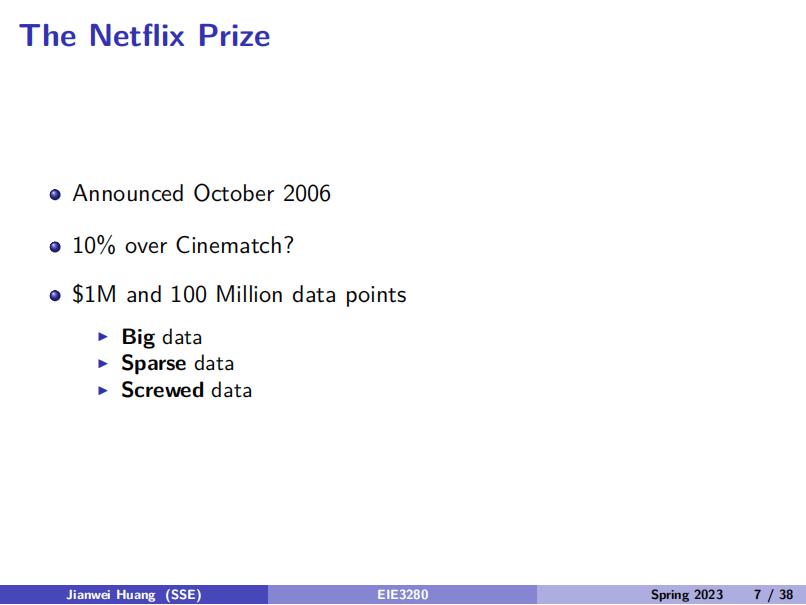 The Netflix Prize
Announced October 2006
10% over Cinematch?
$1M and 100 Million data points
Big data
Sparse data
Screwed data
Jianwei Huang (SSE) EIE3280 Spring 2023 7 / 38